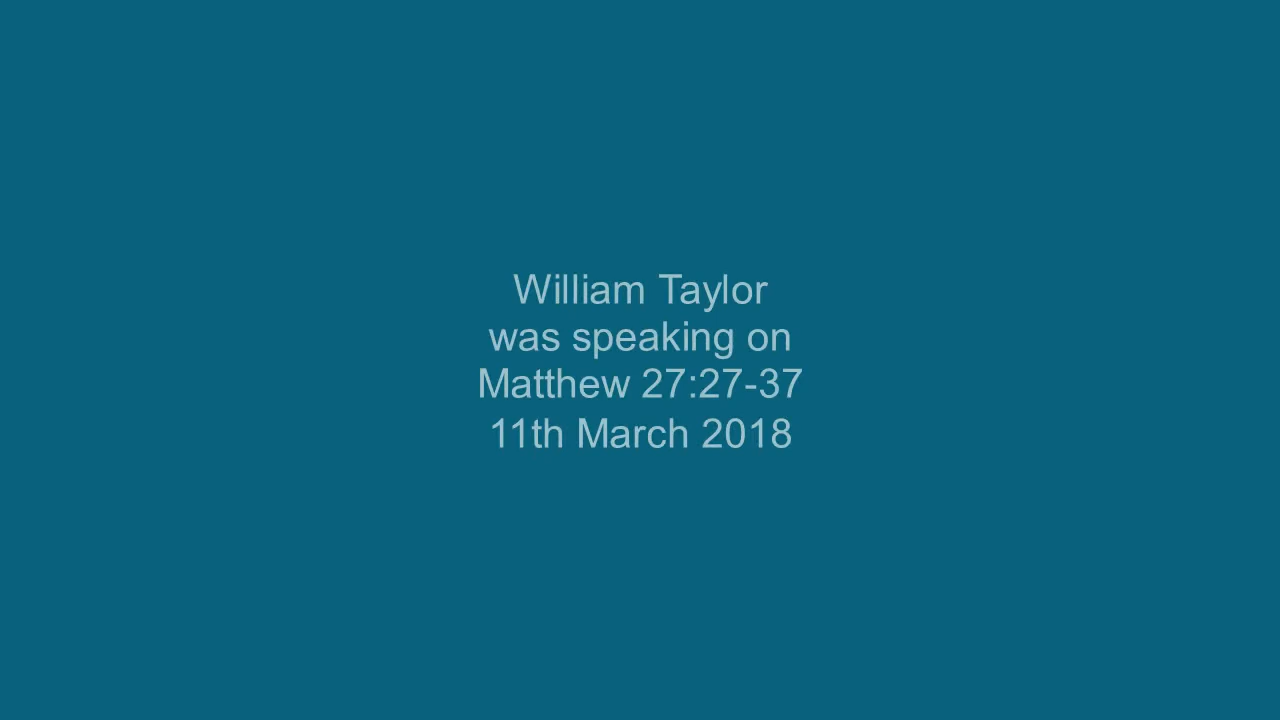 William Taylor
was speaking on
Matthew 27:27-37
11th March 2018